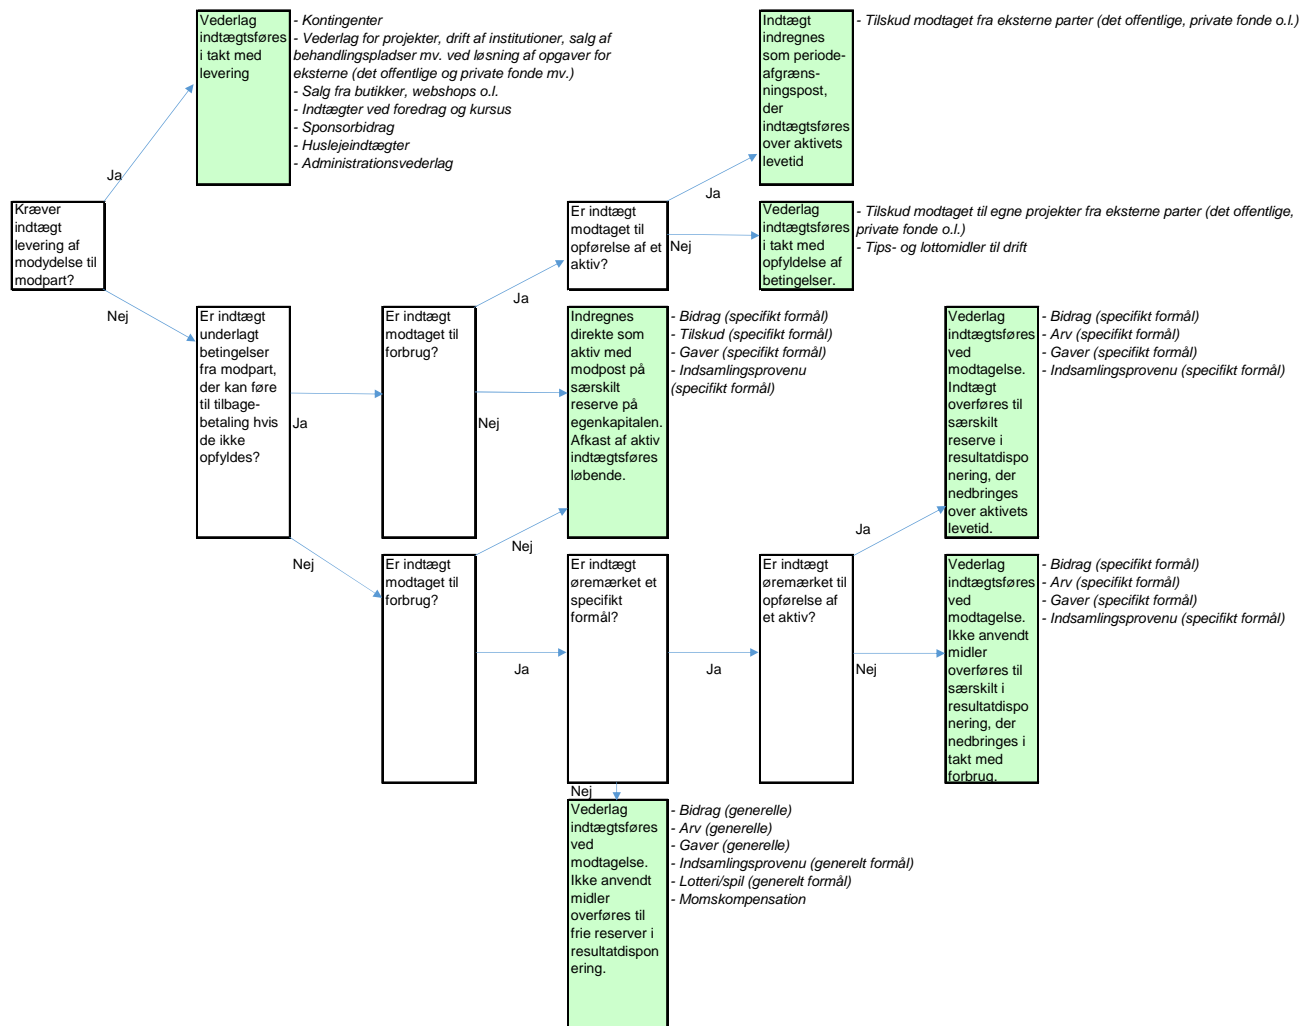 Vederlag
indtægtsføres
i takt med
levering
- Kontingenter
- Vederlag for projekter, drift af institutioner, salg af
behandlingspladser mv. ved løsning af opgaver for
eksterne (det offentlige og private fonde mv.)
- Salg fra butikker, webshops o.l.
- Indtægter ved foredrag og kursus
- Sponsorbidrag
- Huslejeindtægter
- Administrationsvederlag
Indtægt
indregnes
som periode-
afgræns-
ningspost,
der
indtægtsføres
over aktivets
levetid
- Tilskud modtaget fra eksterne parter (det offentlige, private fonde o.l.)
Ja
Ja
Kræver
indtægt
levering af
modydelse til
modpart?
Er indtægt
modtaget til
opførelse af et
aktiv?
Nej
Vederlag
indtægtsføres
i takt med
opfyldelse af
betingelser.
- Tilskud modtaget til egne projekter fra eksterne parter (det offentlige,
private fonde o.l.)
- Tips- og lottomidler til drift
Nej
Ja
Er indtægt
underlagt
betingelser
fra modpart,
der kan føre
til tilbage-
betaling hvis
de ikke
opfyldes?
Ja
Er indtægt
modtaget til
forbrug?
Nej
Indregnes
direkte som
aktiv med
modpost på
særskilt
reserve på
egenkapitalen.
Afkast af aktiv
indtægtsføres
løbende.
- Bidrag (specifikt formål)
- Tilskud (specifikt formål)
- Gaver (specifikt formål)
- Indsamlingsprovenu
(specifikt formål)
Vederlag
indtægtsføres
ved
modtagelse.
Indtægt
overføres til
særskilt
reserve i
resultatdispo
nering, der
nedbringes
over aktivets
levetid.
- Bidrag (specifikt formål)
- Arv (specifikt formål)
- Gaver (specifikt formål)
- Indsamlingsprovenu (specifikt formål)
Ja
Nej
Nej
Er indtægt
modtaget til
forbrug?
Ja
Er indtægt
øremærket et
specifikt
formål?
Ja
Er indtægt
øremærket til
opførelse af
et aktiv?
Nej
Vederlag
indtægtsføres
ved
modtagelse.
Ikke anvendt
midler
overføres til
særskilt i
resultatdispo
nering, der
nedbringes i
takt med
forbrug.
- Bidrag (specifikt formål)
- Arv (specifikt formål)
- Gaver (specifikt formål)
- Indsamlingsprovenu (specifikt formål)
Nej
Vederlag
indtægtsføres
ved
modtagelse.
Ikke anvendt
midler
overføres til
frie reserver i
resultatdispon
ering.
- Bidrag (generelle)
- Arv (generelle)
- Gaver (generelle)
- Indsamlingsprovenu (generelt formål)
- Lotteri/spil (generelt formål)
- Momskompensation